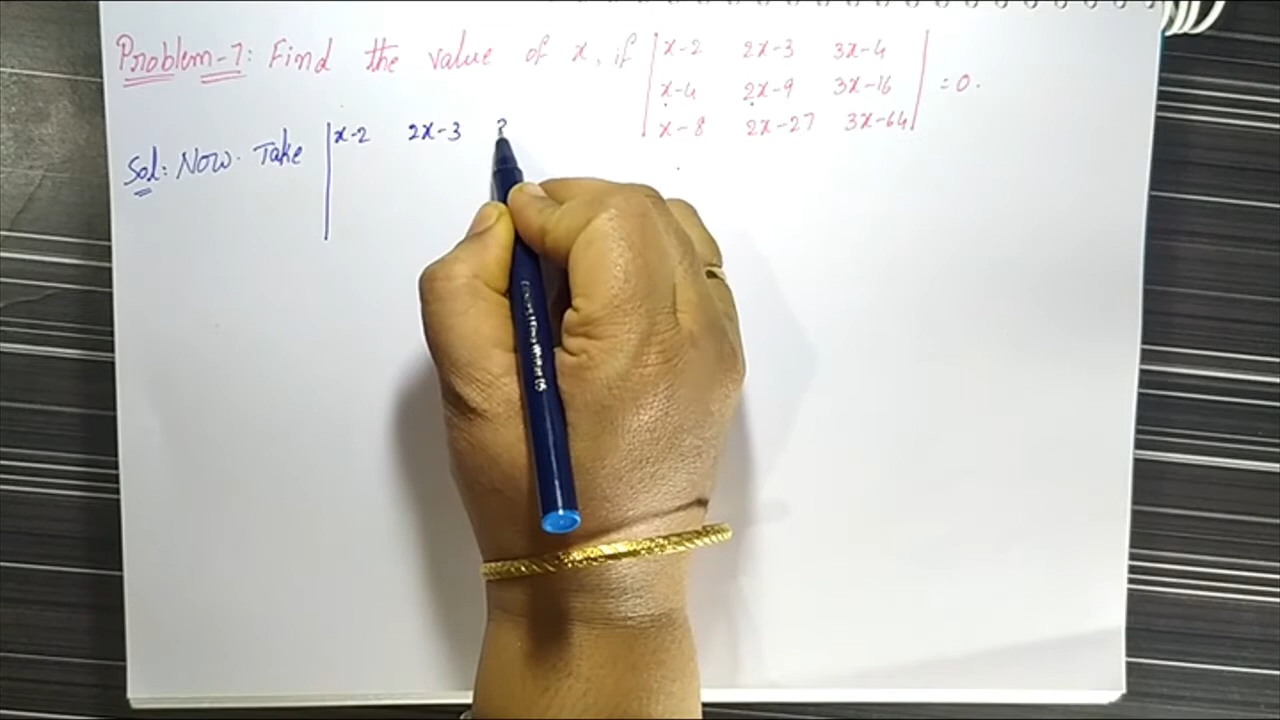 Problem-7: Find the value of x, if | x-2 2x-3 3x-4 |
| x-4 2x-9 3x-16 | = 0.
| x-8 2x-27 3x-64 |
Sol: Now. Take | x-2 2x-3